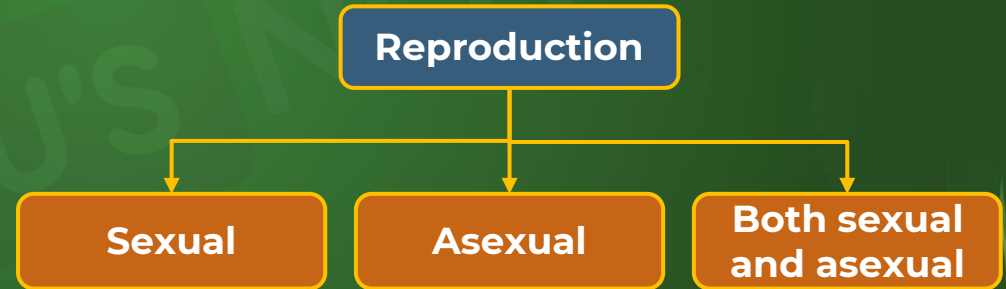 Reproduction
Sexual
Asexual
Both sexual
and asexual